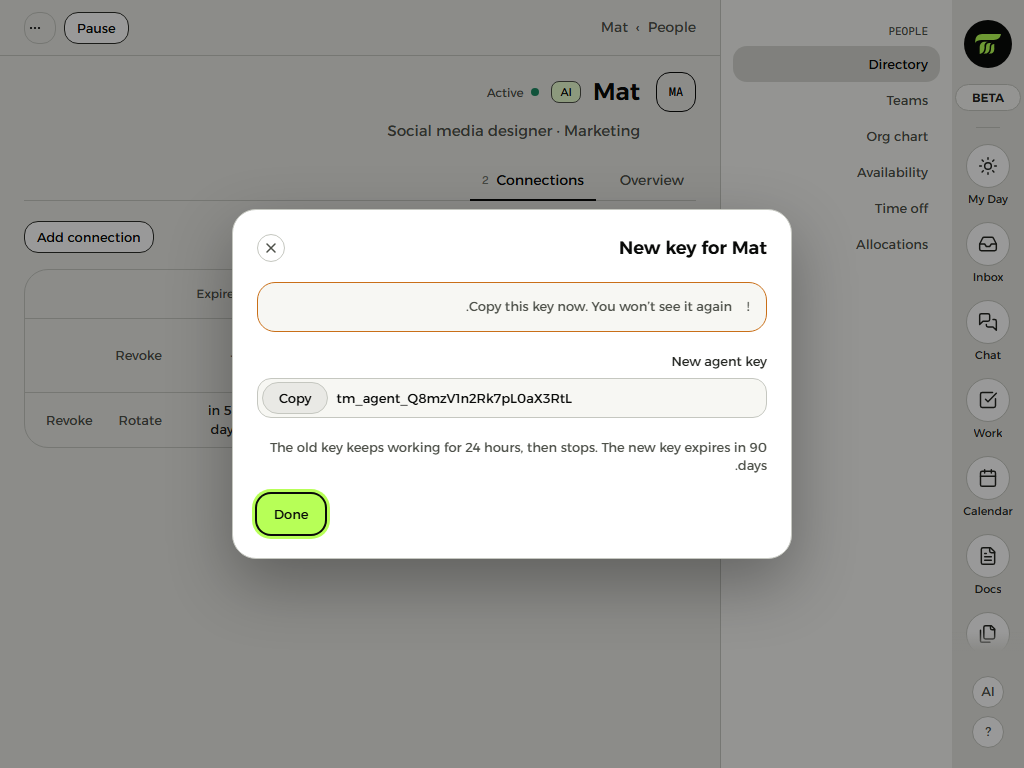 BETA
My Day
Inbox
Chat
Work
Calendar
Docs
AI
?
PEOPLE
Directory
Teams
Org chart
Availability
Time off
Allocations
People › Mat
Pause
...
MA
Mat
AI
Active
Social media designer · Marketing
Overview
Connections 2
Add connection
Revoke
in 5
day
Rotate
Revoke
New key for Mat
! Copy this key now. You won't see it again.
New agent key
tm_agent_Q8mzV1n2Rk7pL0aX3RtL
Copy
The old key keeps working for 24 hours, then stops. The new key expires in 90
days.
Done